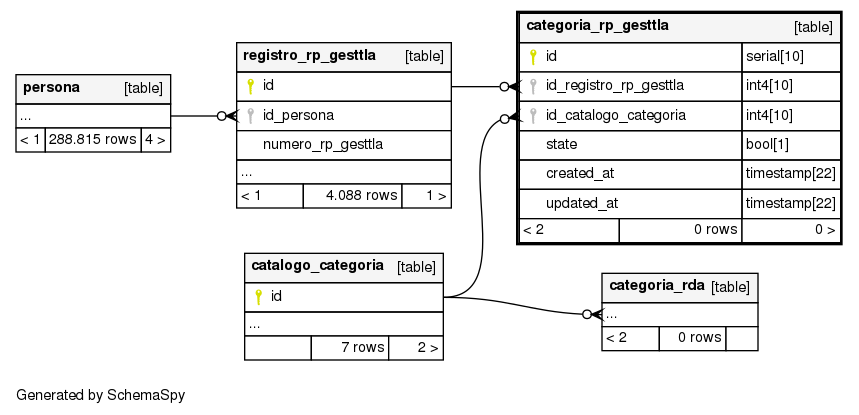 persona [table]
...
< 1 288.815 rows 4 >
registro_rp_gesttla [table]
id
id_persona
numero_rp_gesttla
...
< 1 4.088 rows 1 >
categoria_rp_gesttla [table]
id serial[10]
id_registro_rp_gesttla int4[10]
id_catalogo_categoria int4[10]
state bool[1]
created_at timestamp[22]
updated_at timestamp[22]
< 2 0 rows 0 >
catalogo_categoria [table]
id
...
7 rows 2 >
categoria_rda [table]
...
< 2 0 rows
Generated by SchemaSpy